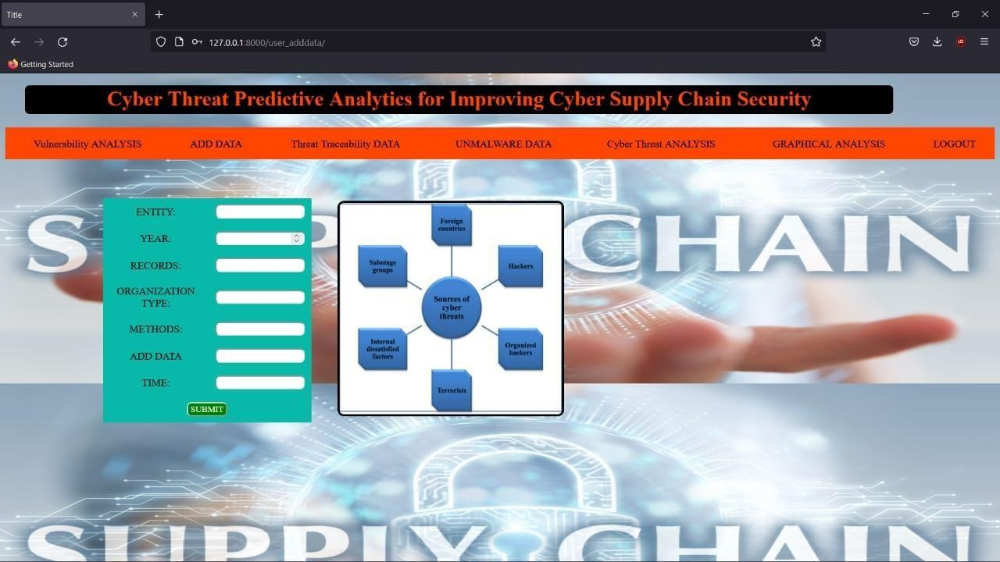 Title
127.0.0.1:8000/user_adddata/
Getting Started
Cyber Threat Predictive Analytics for Improving Cyber Supply Chain Security
Vulnerability ANALYSIS ADD DATA Threat Traceability DATA UNMALWARE DATA Cyber Threat ANALYSIS GRAPHICAL ANALYSIS LOGOUT
SUPPLY CHAIN
ENTITY:
YEAR:
RECORDS:
ORGANIZATION
TYPE:
METHODS:
ADD DATA
TIME:
SUBMIT
Foreign
countries
Sabotage
groups
Hackers
Sources of
cyber
threats
Internal
dissatisfied
factors
Organized
hackers
Terrorists
SUPPLY CHAIN